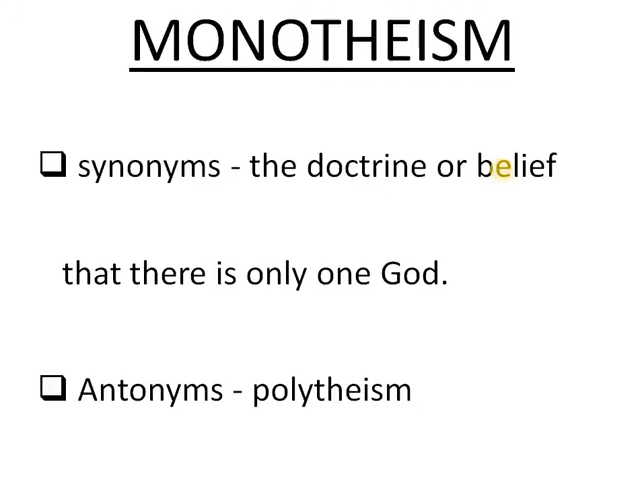 MONOTHEISM
synonyms - the doctrine or belief
that there is only one God.
Antonyms - polytheism